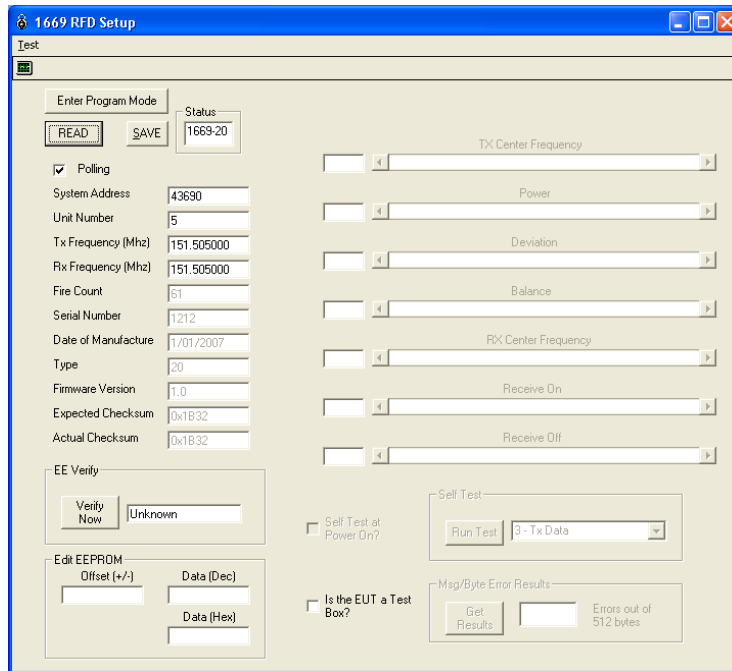 1669 RFD Setup
Test
Enter Program Mode
READ
SAVE
Status
1669-20
Polling
System Address 43690
Unit Number 5
Tx Frequency (Mhz) 151.505000
Rx Frequency (Mhz) 151.505000
Fire Count 61
Serial Number 1212
Date of Manufacture 1/01/2007
Type 20
Firmware Version 1.0
Expected Checksum 0x1B32
Actual Checksum 0x1B32
EE Verify
Verify
Now
Unknown
Edit EEPROM
Offset (+/-)
Data (Dec)
Data (Hex)
TX Center Frequency
Power
Deviation
Balance
RX Center Frequency
Receive On
Receive Off
Self Test at
Power On?
Self Test
Run Test
3 - Tx Data
Is the EUT a Test
Box?
Msg/Byte Error Results
Get
Results
Errors out of
512 bytes